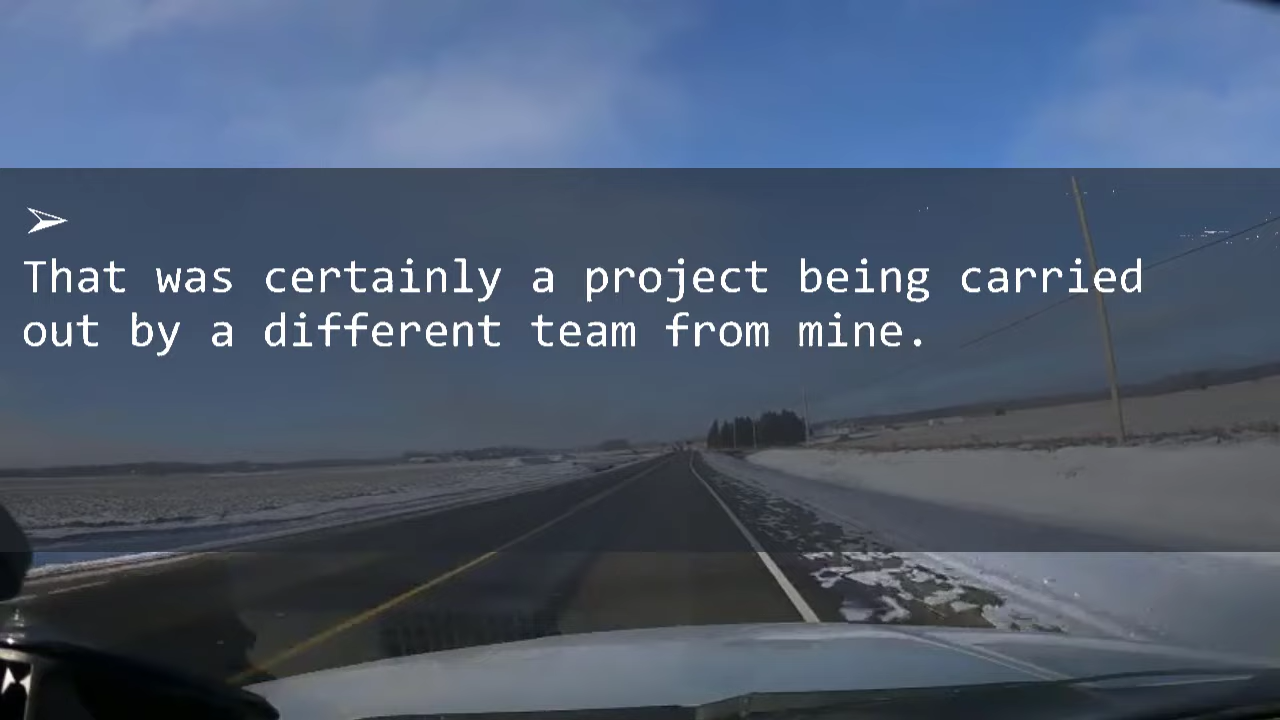 ➢
That was certainly a project being carried
out by a different team from mine.